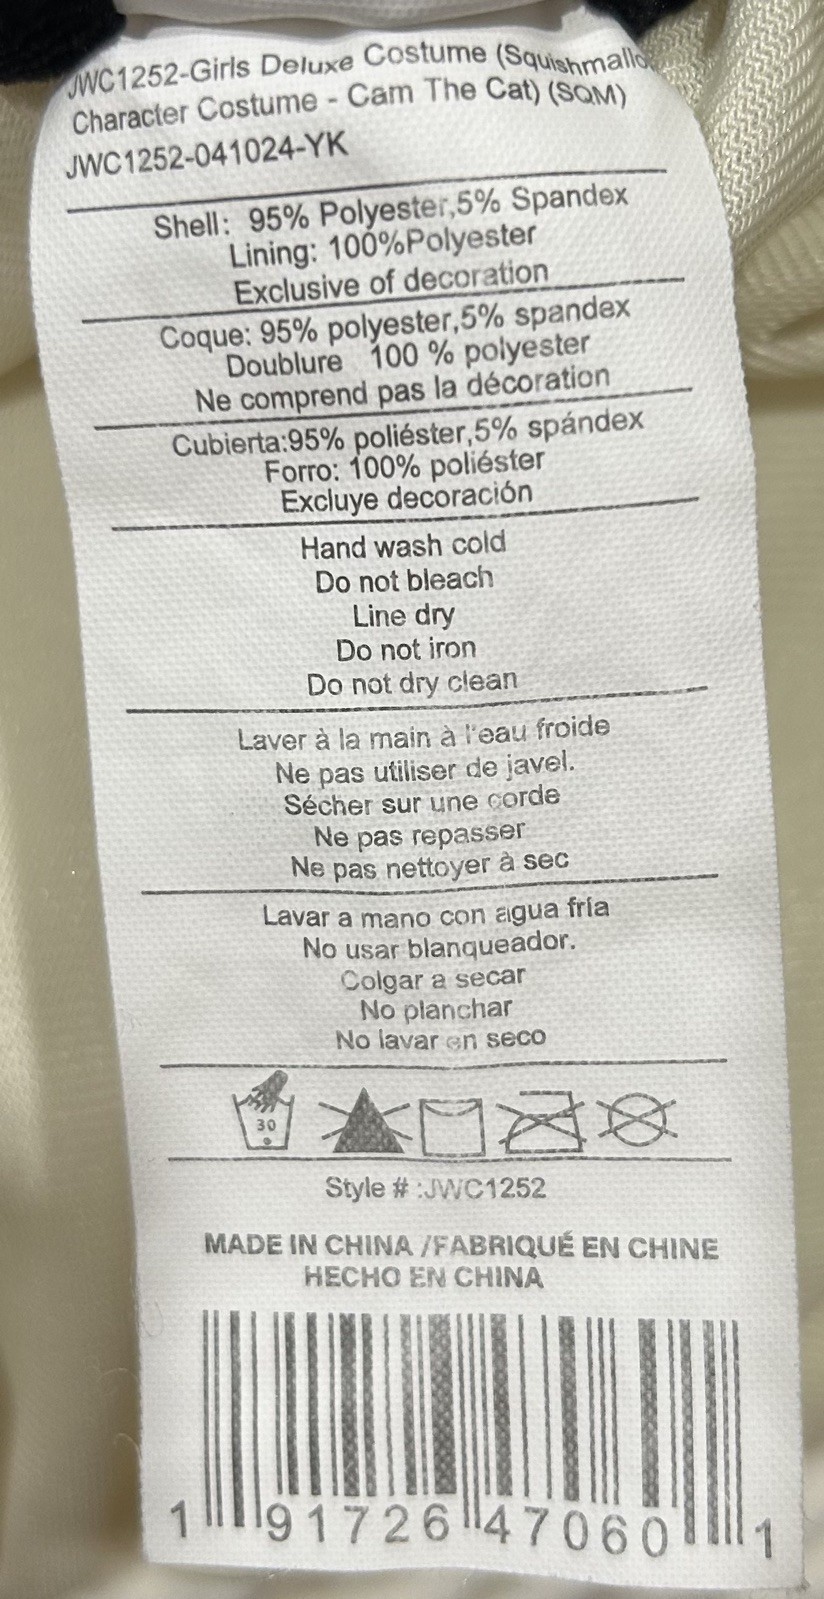 JWC1252-Girls Deluxe Costume (Squishmallo
Character Costume - Cam The Cat) (SQM)
JWC1252-041024-YK
Shell: 95% Polyester,5% Spandex
Lining: 100%Polyester
Exclusive of decoration
Coque: 95% polyester,5% spandex
Doublure 100 % polyester
Ne comprend pas la décoration
Cubierta:95% poliéster,5% spándex
Forro: 100% poliéster
Excluye decoración
Hand wash cold
Do not bleach
Line dry
Do not iron
Do not dry clean
Laver à la main à l'eau froide
Ne pas utiliser de javel.
Sécher sur une corde
Ne pas repasser
Ne pas nettoyer à sec
Lavar a mano con agua fría
No usar blanqueador.
Colgar a secar
No planchar
No lavar en seco
30
Style # :JWC1252
MADE IN CHINA /FABRIQUÉ EN CHINE
HECHO EN CHINA
1 91726 47060 1